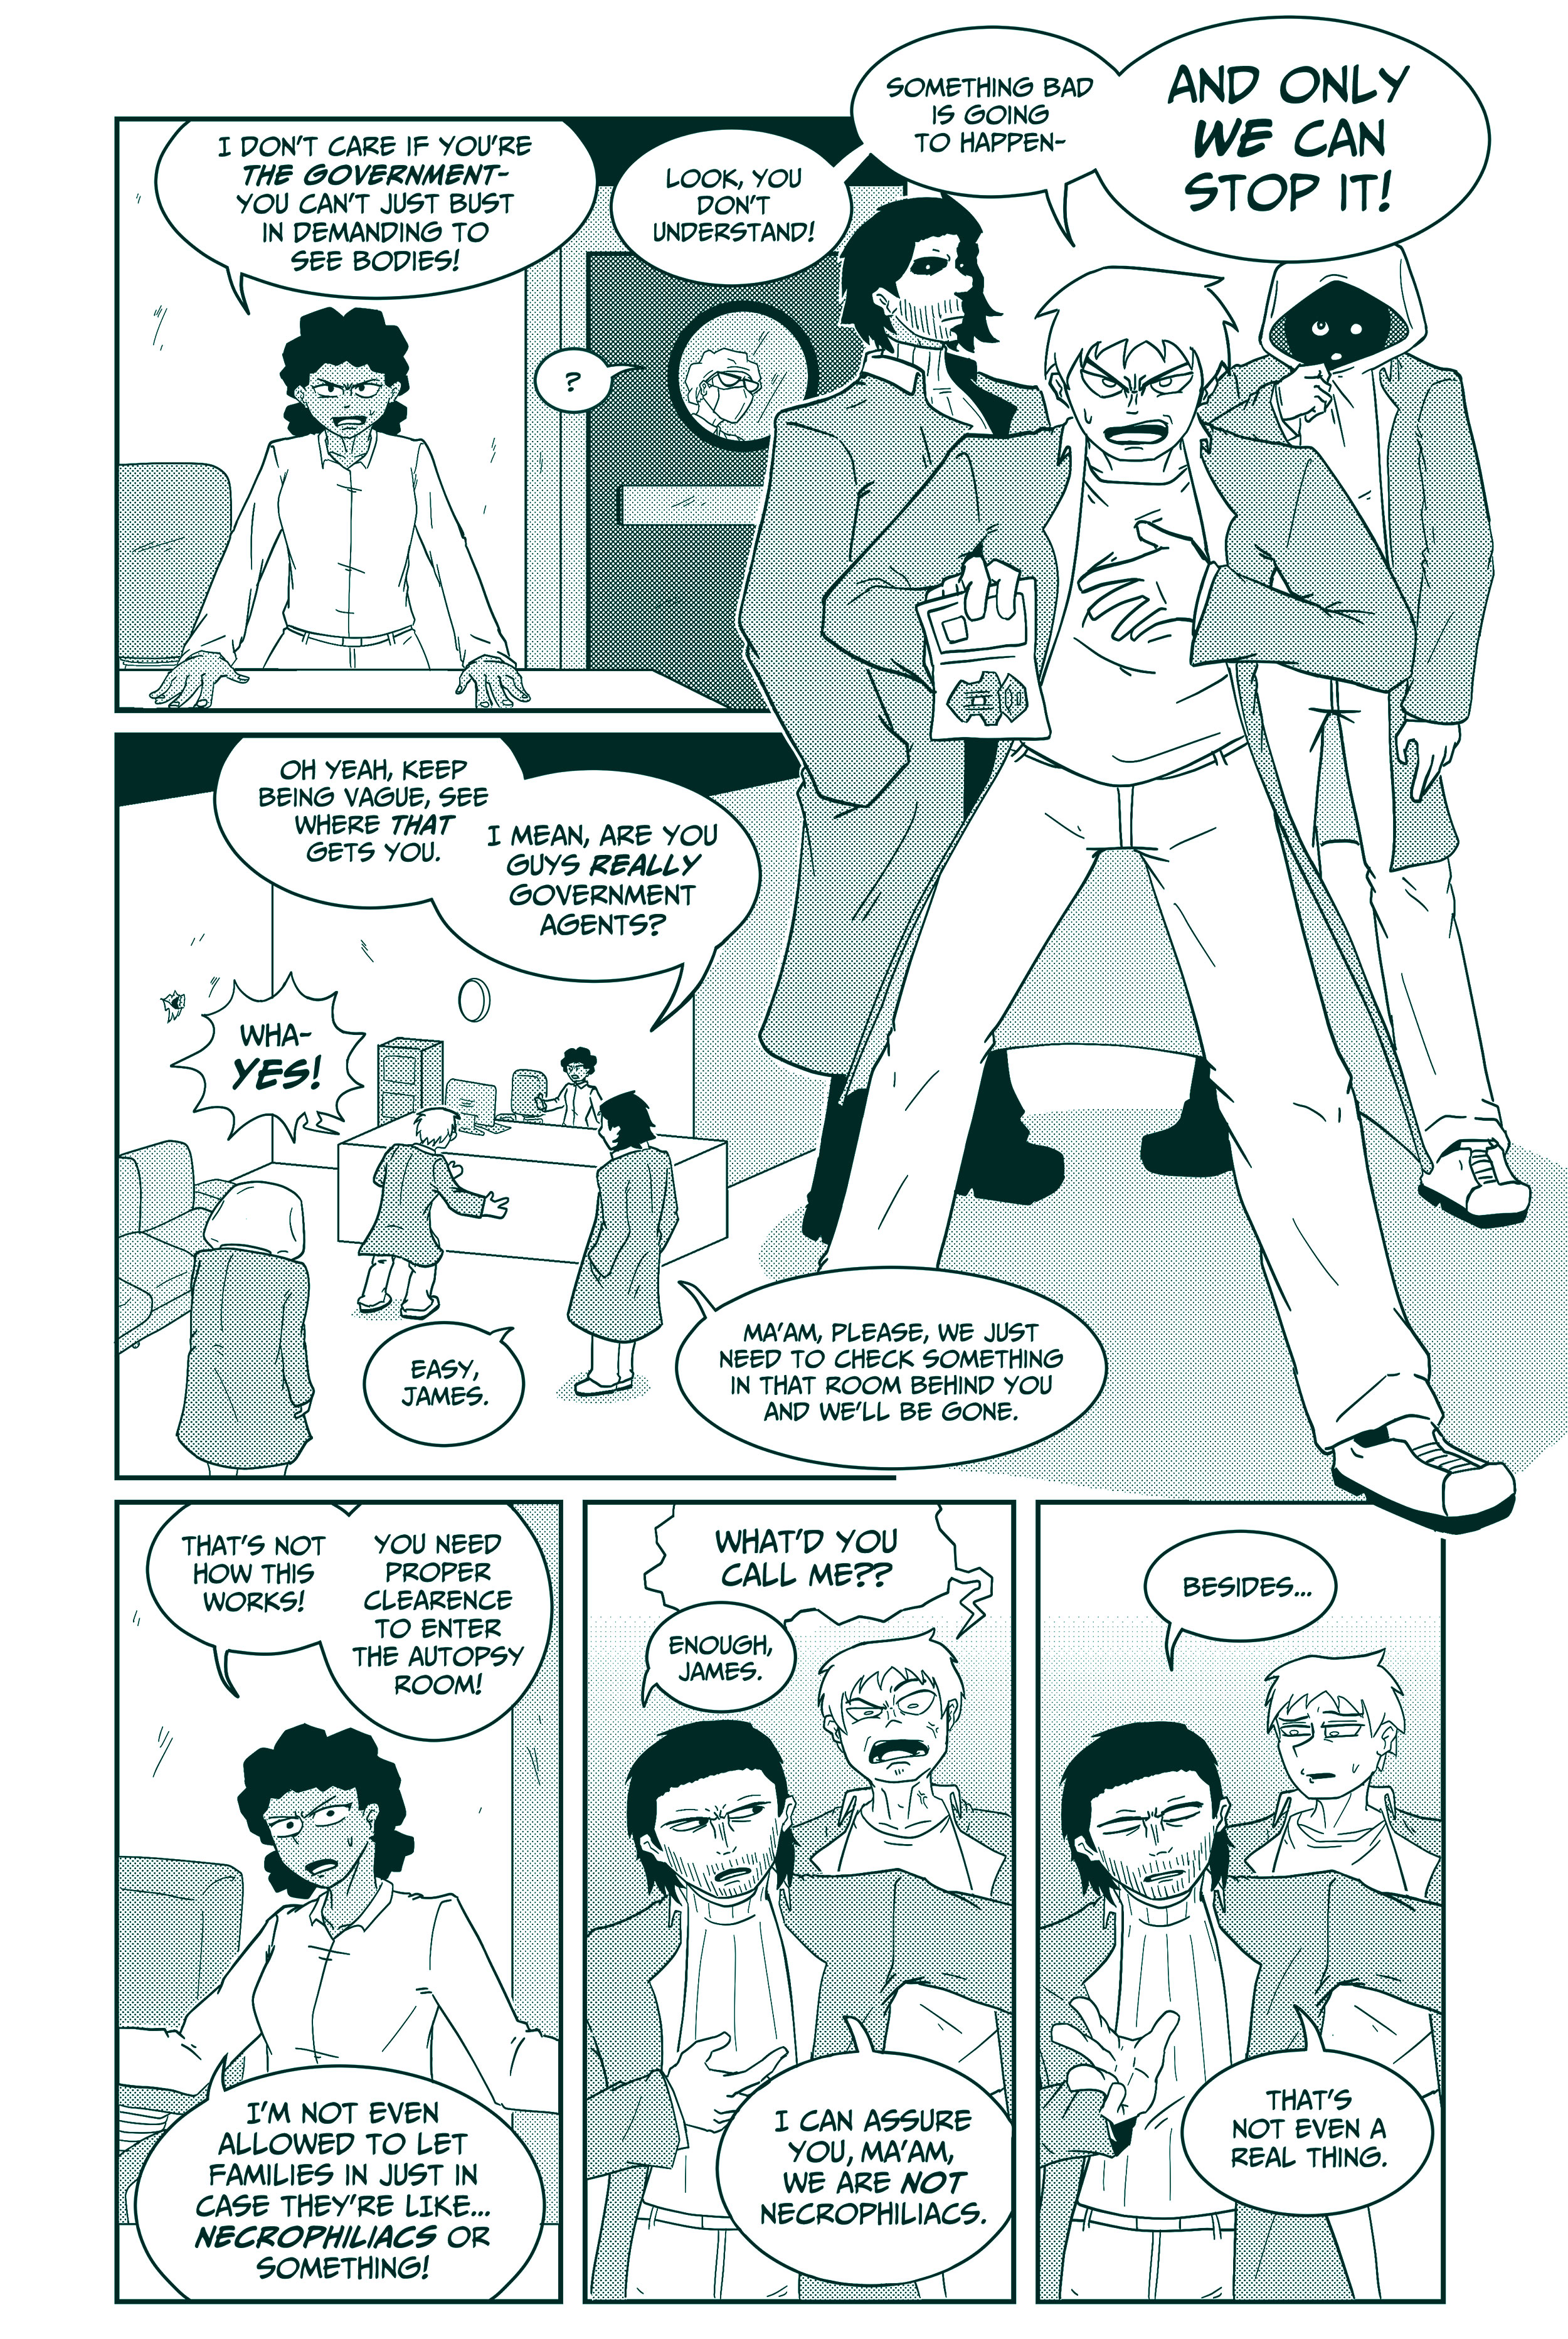 I DON'T CARE IF YOU'RE
THE GOVERNMENT-
YOU CAN'T JUST BUST
IN DEMANDING TO
SEE BODIES!
LOOK, YOU
DON'T
UNDERSTAND!
SOMETHING BAD
IS GOING
TO HAPPEN-
AND ONLY
WE CAN
STOP IT!
?
OH YEAH, KEEP
BEING VAGUE, SEE
WHERE THAT
GETS YOU.
I MEAN, ARE YOU
GUYS REALLY
GOVERNMENT
AGENTS?
WHA-
YES!
EASY,
JAMES.
MA'AM, PLEASE, WE JUST
NEED TO CHECK SOMETHING
IN THAT ROOM BEHIND YOU
AND WE'LL BE GONE.
THAT'S NOT
HOW THIS
WORKS!
YOU NEED
PROPER
CLEARENCE
TO ENTER
THE AUTOPSY
ROOM!
I'M NOT EVEN
ALLOWED TO LET
FAMILIES IN JUST IN
CASE THEY'RE LIKE...
NECROPHILIACS OR
SOMETHING!
WHAT'D YOU
CALL ME??
ENOUGH,
JAMES.
I CAN ASSURE
YOU, MA'AM,
WE ARE NOT
NECROPHILIACS.
BESIDES...
THAT'S
NOT EVEN A
REAL THING.